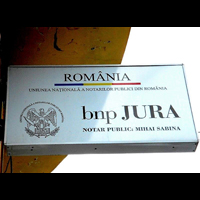 ROMÂNIA
UNIUNEA NAȚIONALĂ A NOTARILOR PUBLICI DIN ROMÂNIA
bnp JURA
NOTAR PUBLIC: MIHAI SABINA